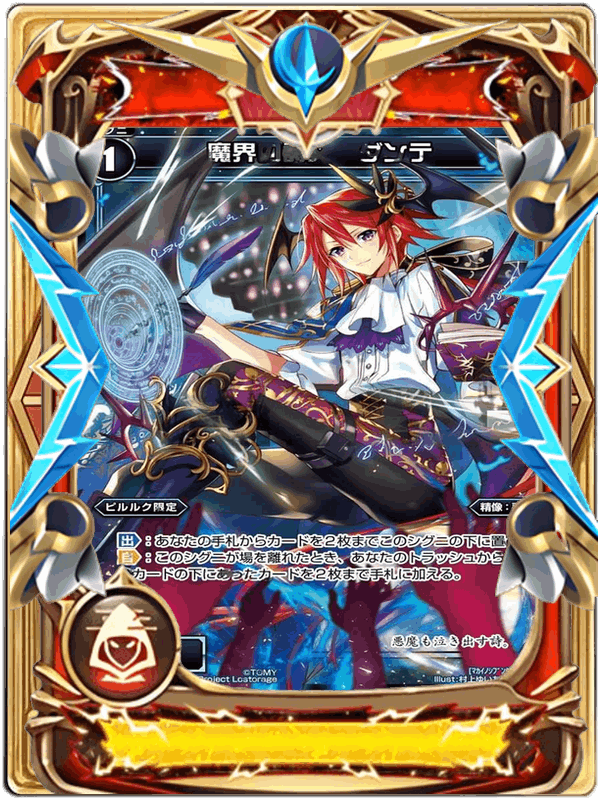 1
魔界
ダンテ
ピルルク限定
精像:
出:あなたの手札からカードを2枚までこのシグニの下に置
自:このシグニが場を離れたとき、あなたのトラッシュから
カードの下にあったカードを2枚まで手札に加える。
悪魔も泣き出す詩。
©TOMY
Project Lostorage
Illust:村上ゆいち